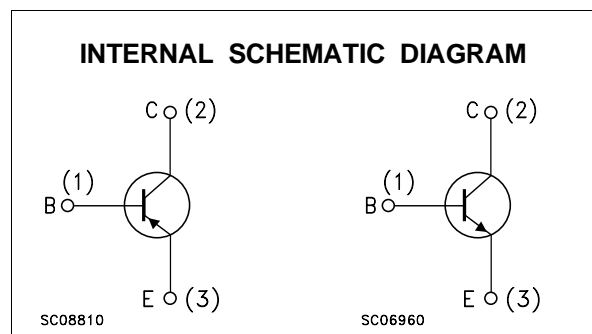 INTERNAL SCHEMATIC DIAGRAM
C (2)
(1)
B
E (3)
SC08810
C (2)
(1)
B
E (3)
SC06960